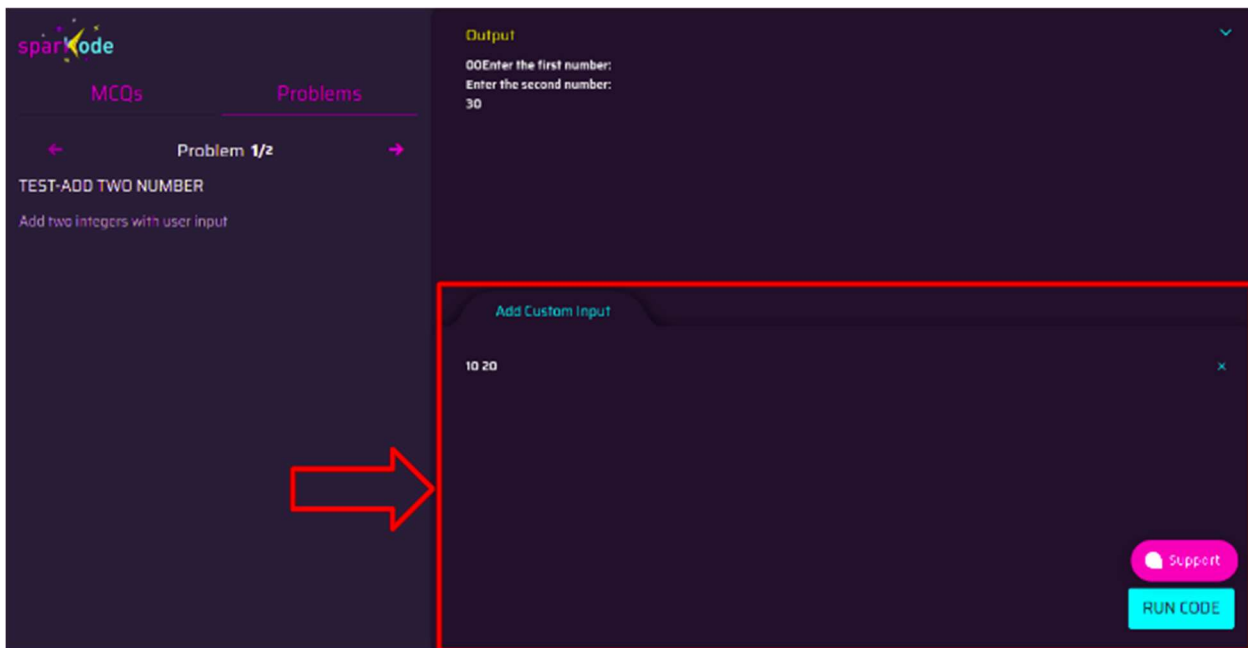 sparkode
MCQs
Problems
Problem 1/2
TEST-ADD TWO NUMBER
Add two integers with user input
Output
00Enter the first number:
Enter the second number:
30
Add Custom Input
10 20
Support
RUN CODE